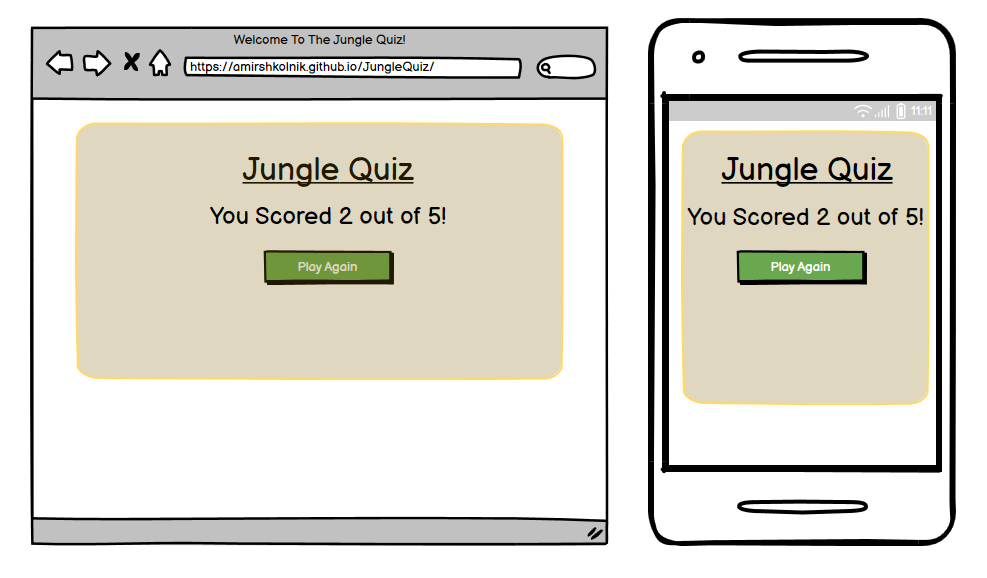 Welcome To The Jungle Quiz!
https://amirshkolnik.github.io/JungleQuiz/
Jungle Quiz
You Scored 2 out of 5!
Play Again
11:11
Jungle Quiz
You Scored 2 out of 5!
Play Again